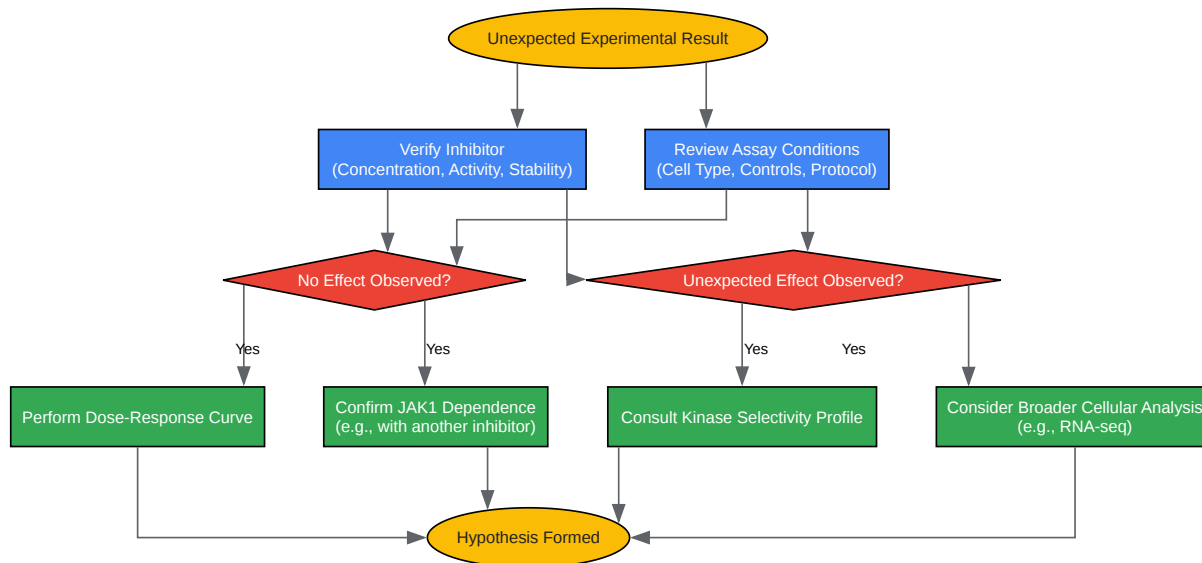 Unexpected Experimental Result
Verify Inhibitor
(Concentration, Activity, Stability)
Review Assay Conditions
(Cell Type, Controls, Protocol)
No Effect Observed?
Unexpected Effect Observed?
Yes
Yes
Yes
Yes
Perform Dose-Response Curve
Confirm JAK1 Dependence
(e.g., with another inhibitor)
Consult Kinase Selectivity Profile
Consider Broader Cellular Analysis
(e.g., RNA-seq)
Hypothesis Formed